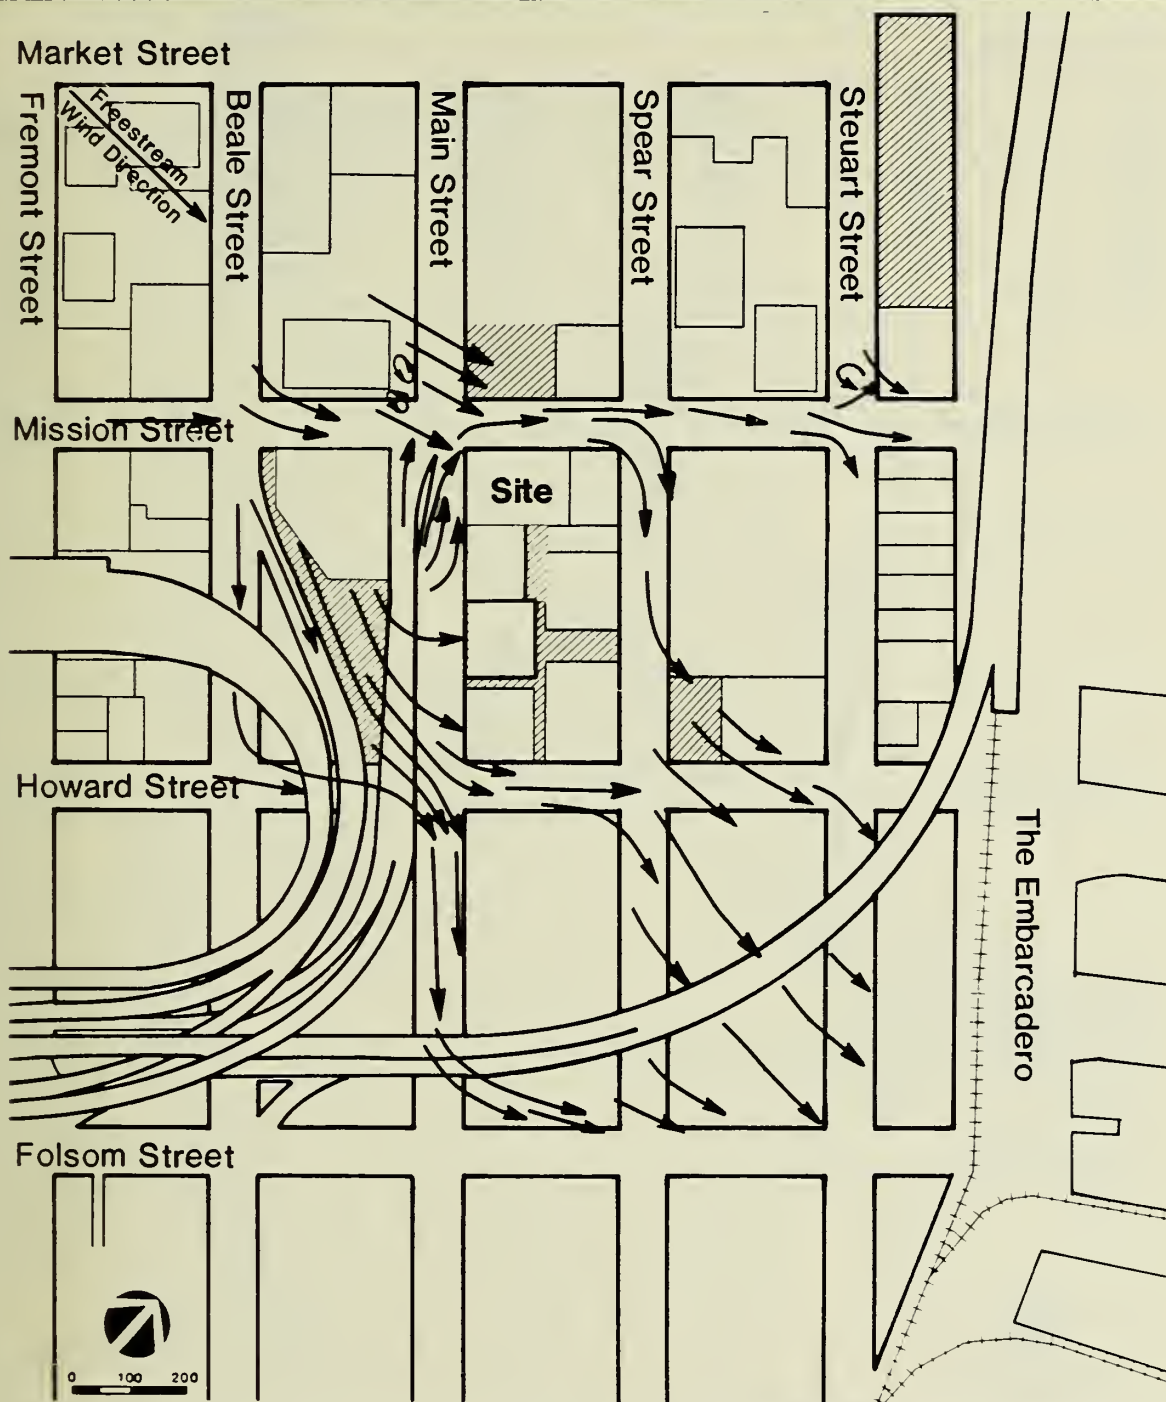 Market Street
Fremont Street
Freestream
Wind Direction
Beale Street
Main Street
Spear Street
Steuart Street
Mission Street
Site
Howard Street
The Embarcadero
Folsom Street
0 100 200